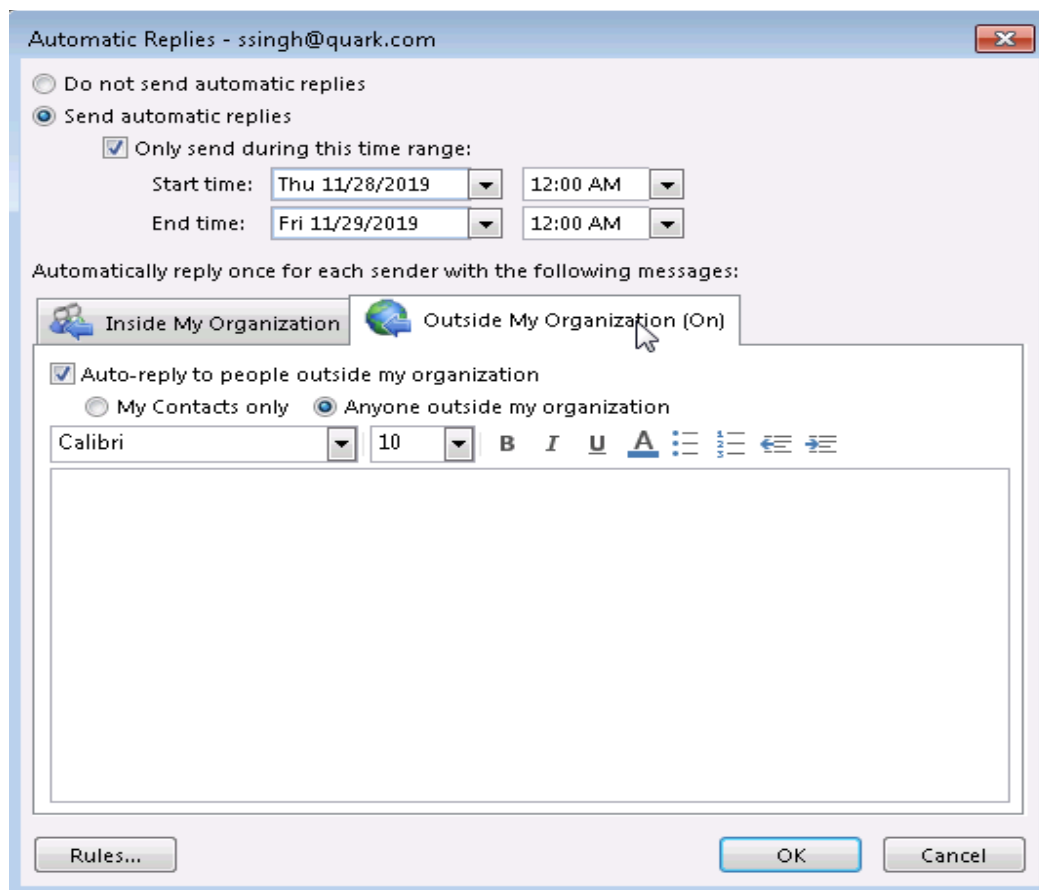 Automatic Replies - ssingh@quark.com
Do not send automatic replies
Send automatic replies
Only send during this time range:
Start time: Thu 11/28/2019 12:00 AM
End time: Fri 11/29/2019 12:00 AM
Automatically reply once for each sender with the following messages:
Inside My Organization Outside My Organization (On)
Auto-reply to people outside my organization
My Contacts only Anyone outside my organization
Calibri 10 B I U A
Rules... OK Cancel